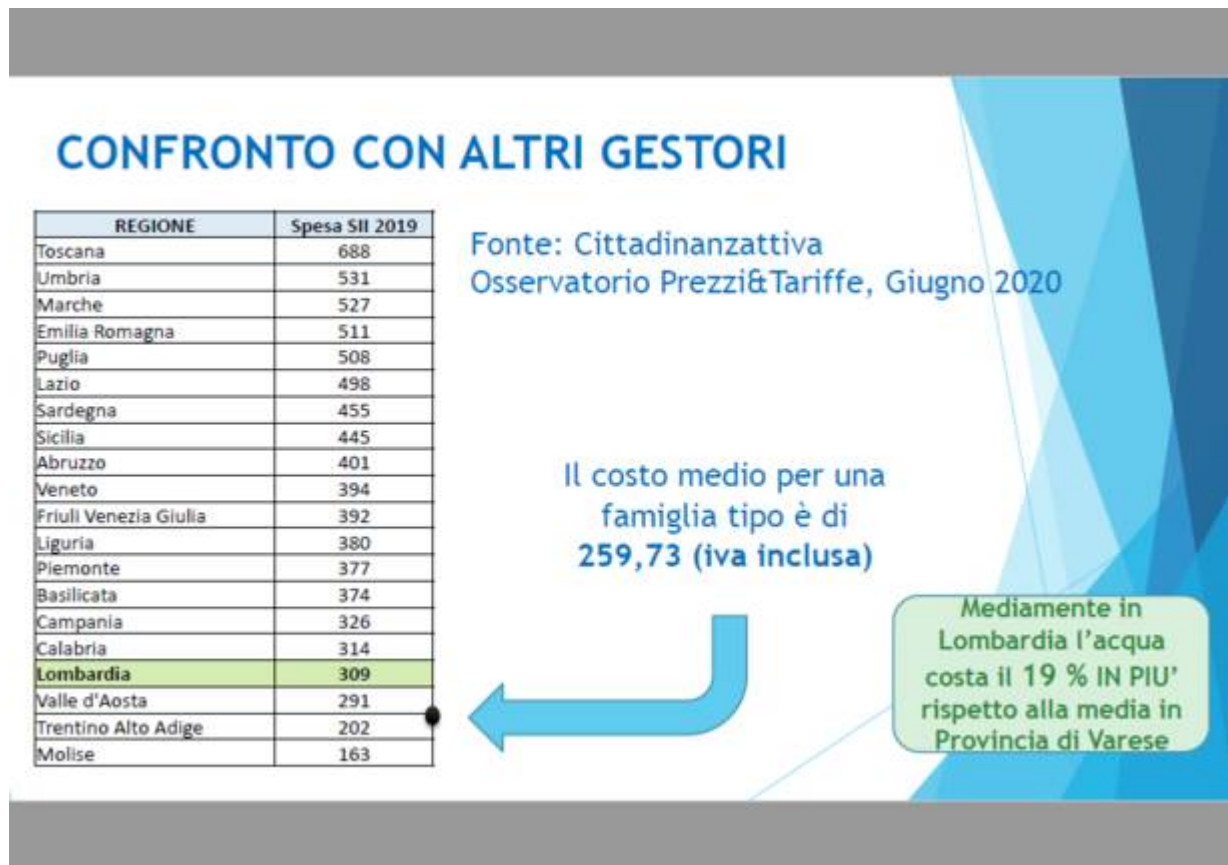 CONFRONTO CON ALTRI GESTORI
REGIONE Spesa SII 2019
Toscana 688
Umbria 531
Marche 527
Emilia Romagna 511
Puglia 508
Lazio 498
Sardegna 455
Sicilia 445
Abruzzo 401
Veneto 394
Friuli Venezia Giulia 392
Liguria 380
Piemonte 377
Basilicata 374
Campania 326
Calabria 314
Lombardia 309
Valle d'Aosta 291
Trentino Alto Adige 202
Molise 163
Fonte: Cittadinanzattiva
Osservatorio Prezzi&Tariffe, Giugno 2020
Il costo medio per una
famiglia tipo è di
259,73 (iva inclusa)
Mediamente in
Lombardia l’acqua
costa il 19 % IN PIU’
rispetto alla media in
Provincia di Varese